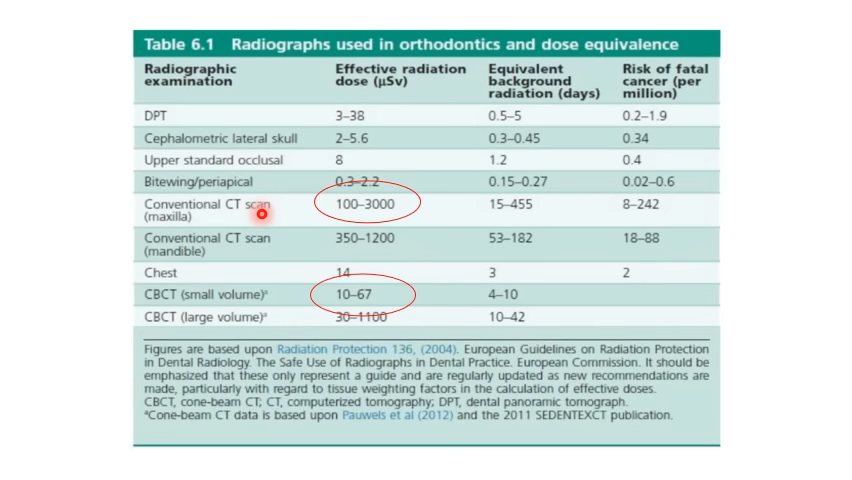 Table 6.1 Radiographs used in orthodontics and dose equivalence
Radiographic examination Effective radiation dose (µSv) Equivalent background radiation (days) Risk of fatal cancer (per million)
DPT 3–38 0.5–5 0.2–1.9
Cephalometric lateral skull 2–5.6 0.3–0.45 0.34
Upper standard occlusal 8 1.2 0.4
Bitewing/periapical 0.3–2.2 0.15–0.27 0.02–0.6
Conventional CT scan (maxilla) 100–3000 15–455 8–242
Conventional CT scan (mandible) 350–1200 53–182 18–88
Chest 14 3 2
CBCT (small volume)ᵃ 10–67 4–10
CBCT (large volume)ᵃ 30–1100 10–42
Figures are based upon Radiation Protection 136, (2004). European Guidelines on Radiation Protection
in Dental Radiology. The Safe Use of Radiographs in Dental Practice. European Commission. It should be
emphasized that these only represent a guide and are regularly updated as new recommendations are
made, particularly with regard to tissue weighting factors in the calculation of effective doses.
CBCT, cone-beam CT; CT, computerized tomography; DPT, dental panoramic tomograph.
ᵃCone-beam CT data is based upon Pauwels et al (2012) and the 2011 SEDENTEXCT publication.